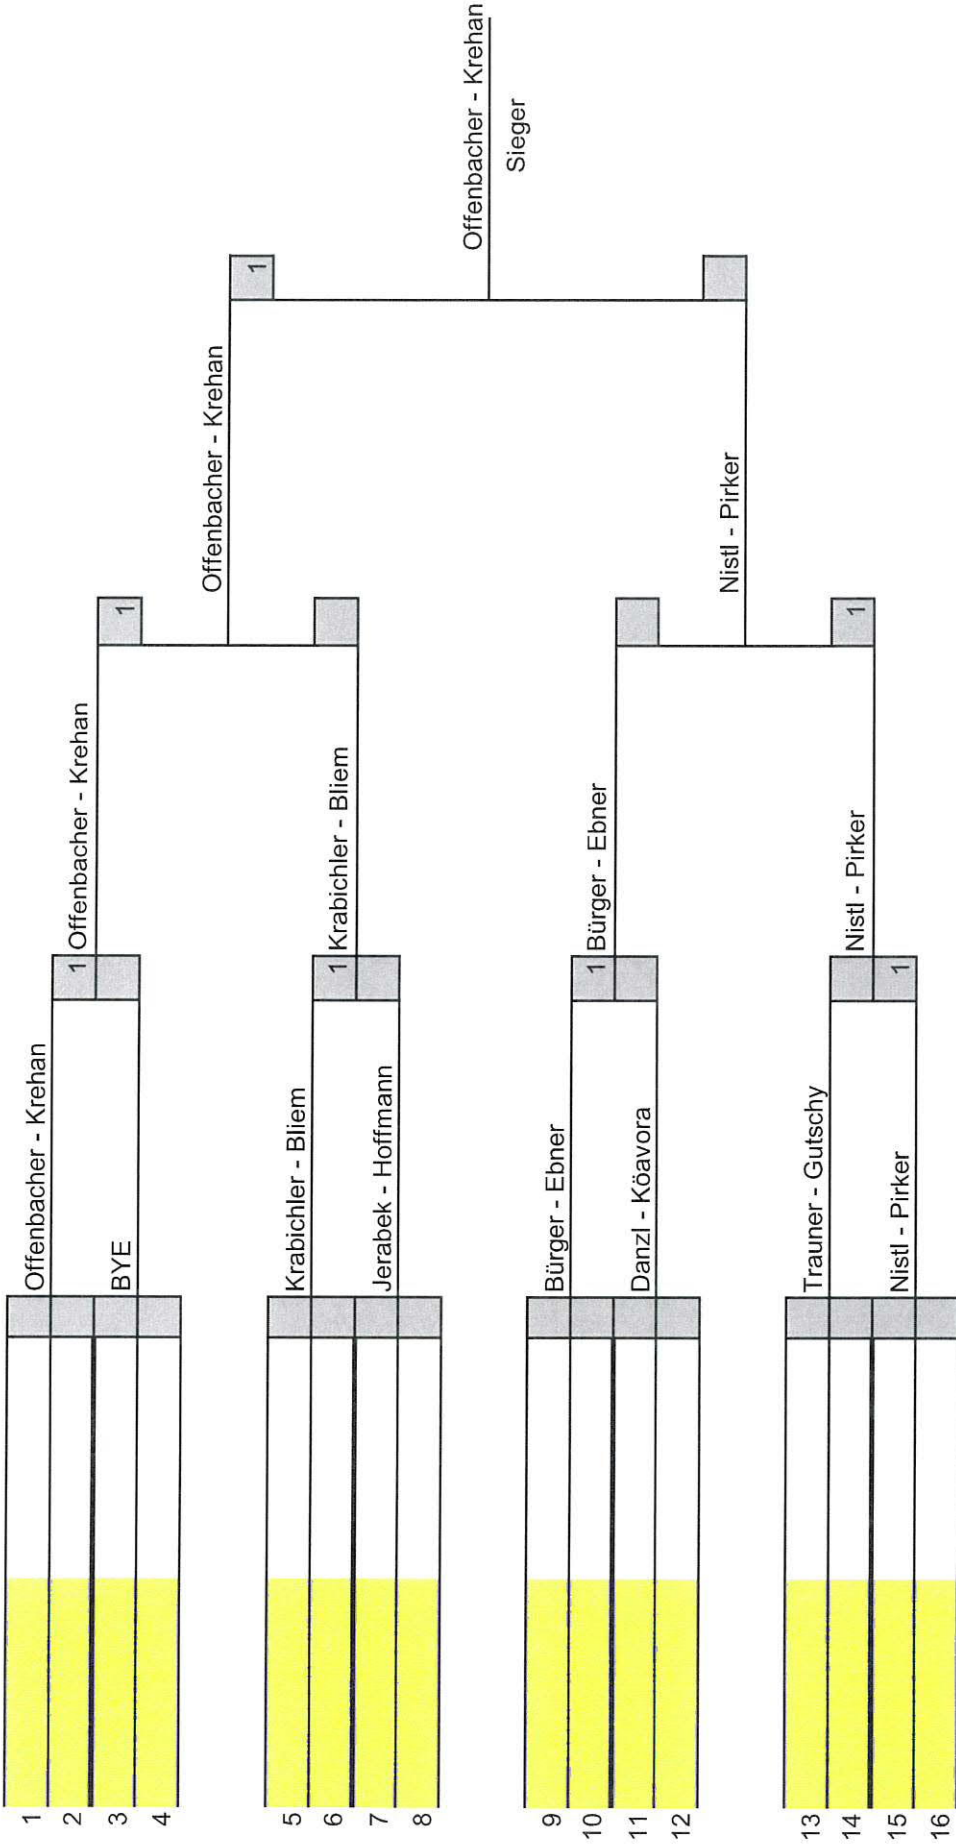 1 Offenbacher - Krehan
2 1 Offenbacher - Krehan
3 BYE 1
4
Offenbacher - Krehan
1
5 Krabichler - Bliem
6 1 Krabichler - Bliem
7 Jerabek - Hoffmann
8
Offenbacher - Krehan
Sieger
9 Bürger - Ebner
10 1 Bürger - Ebner
11 Danzl - Köavora
12
Nistl - Pirker
13 Trauner - Gutschy
14 Nistl - Pirker 1
15 Nistl - Pirker 1
16